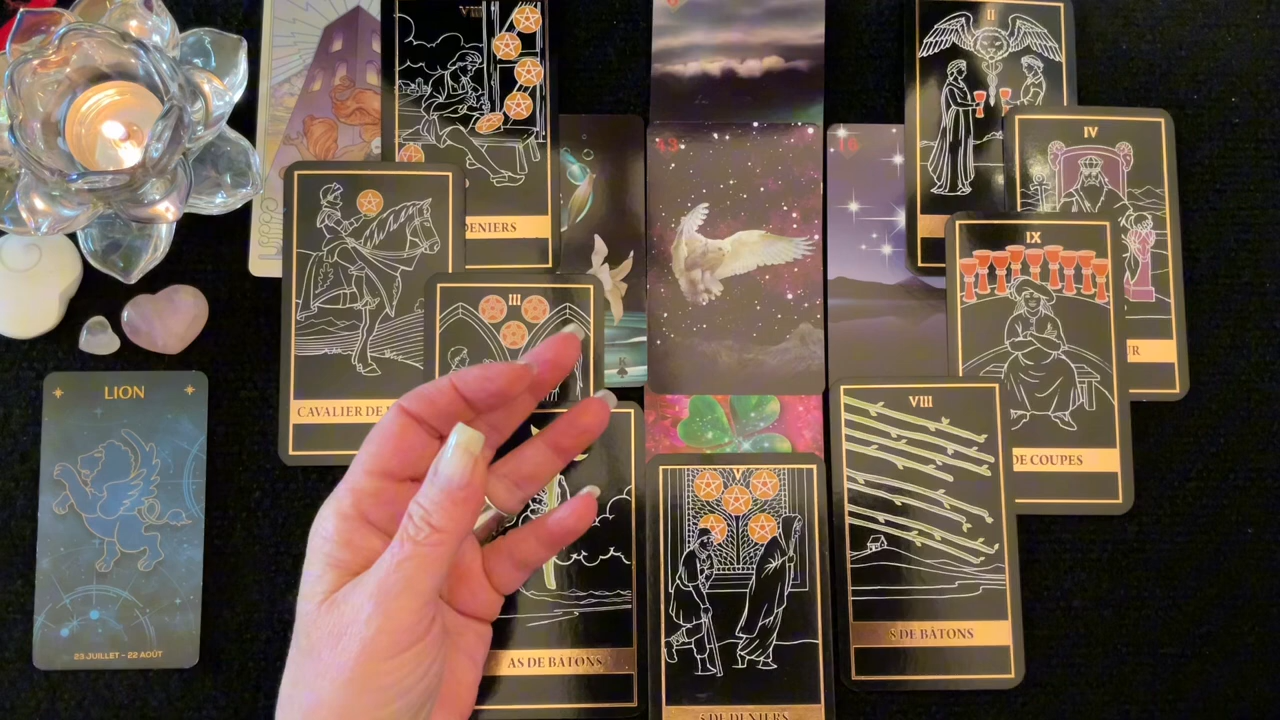 VIII
DENIERS
CAVALIER DE
III
K
13
16
II
IV
UR
IX
DE COUPES
VIII
8 DE BÂTONS
V
5 DE DENIERS
AS DE BÂTONS
LION
23 JUILLET - 22 AOÛT